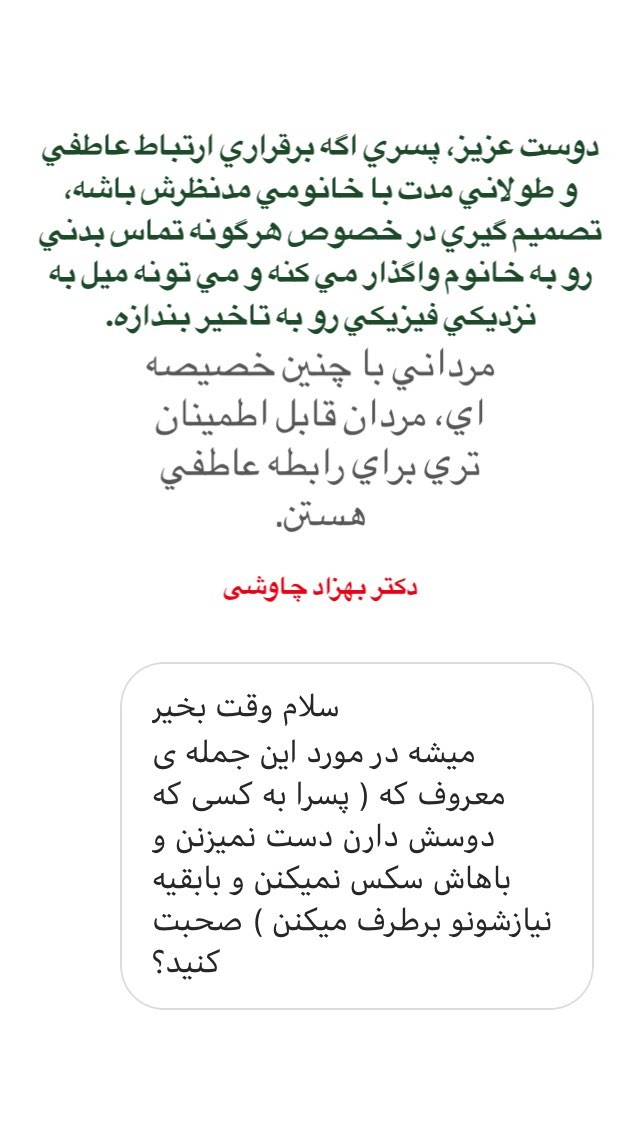 دوست عزيز، پسري اگه برقراري ارتباط عاطفي
و طولاني مدت با خانومي مدنظرش باشه،
تصميم گيري در خصوص هرگونه تماس بدني
رو به خانوم واگذار مي كنه و مي تونه ميل به
نزديكي فيزيكي رو به تاخير بندازه.
مرداني با چنين خصيصه
اي، مردان قابل اطمينان
تري براي رابطه عاطفي
هستن.
دکتر بهزاد چاوشی
سلام وقت بخیر
میشه در مورد این جمله ی
معروف که ( پسرا به کسی که
دوسش دارن دست نمیزنن و
باهاش سکس نمیکنن و بابقیه
نیازشونو برطرف میکنن ) صحبت
کنید؟